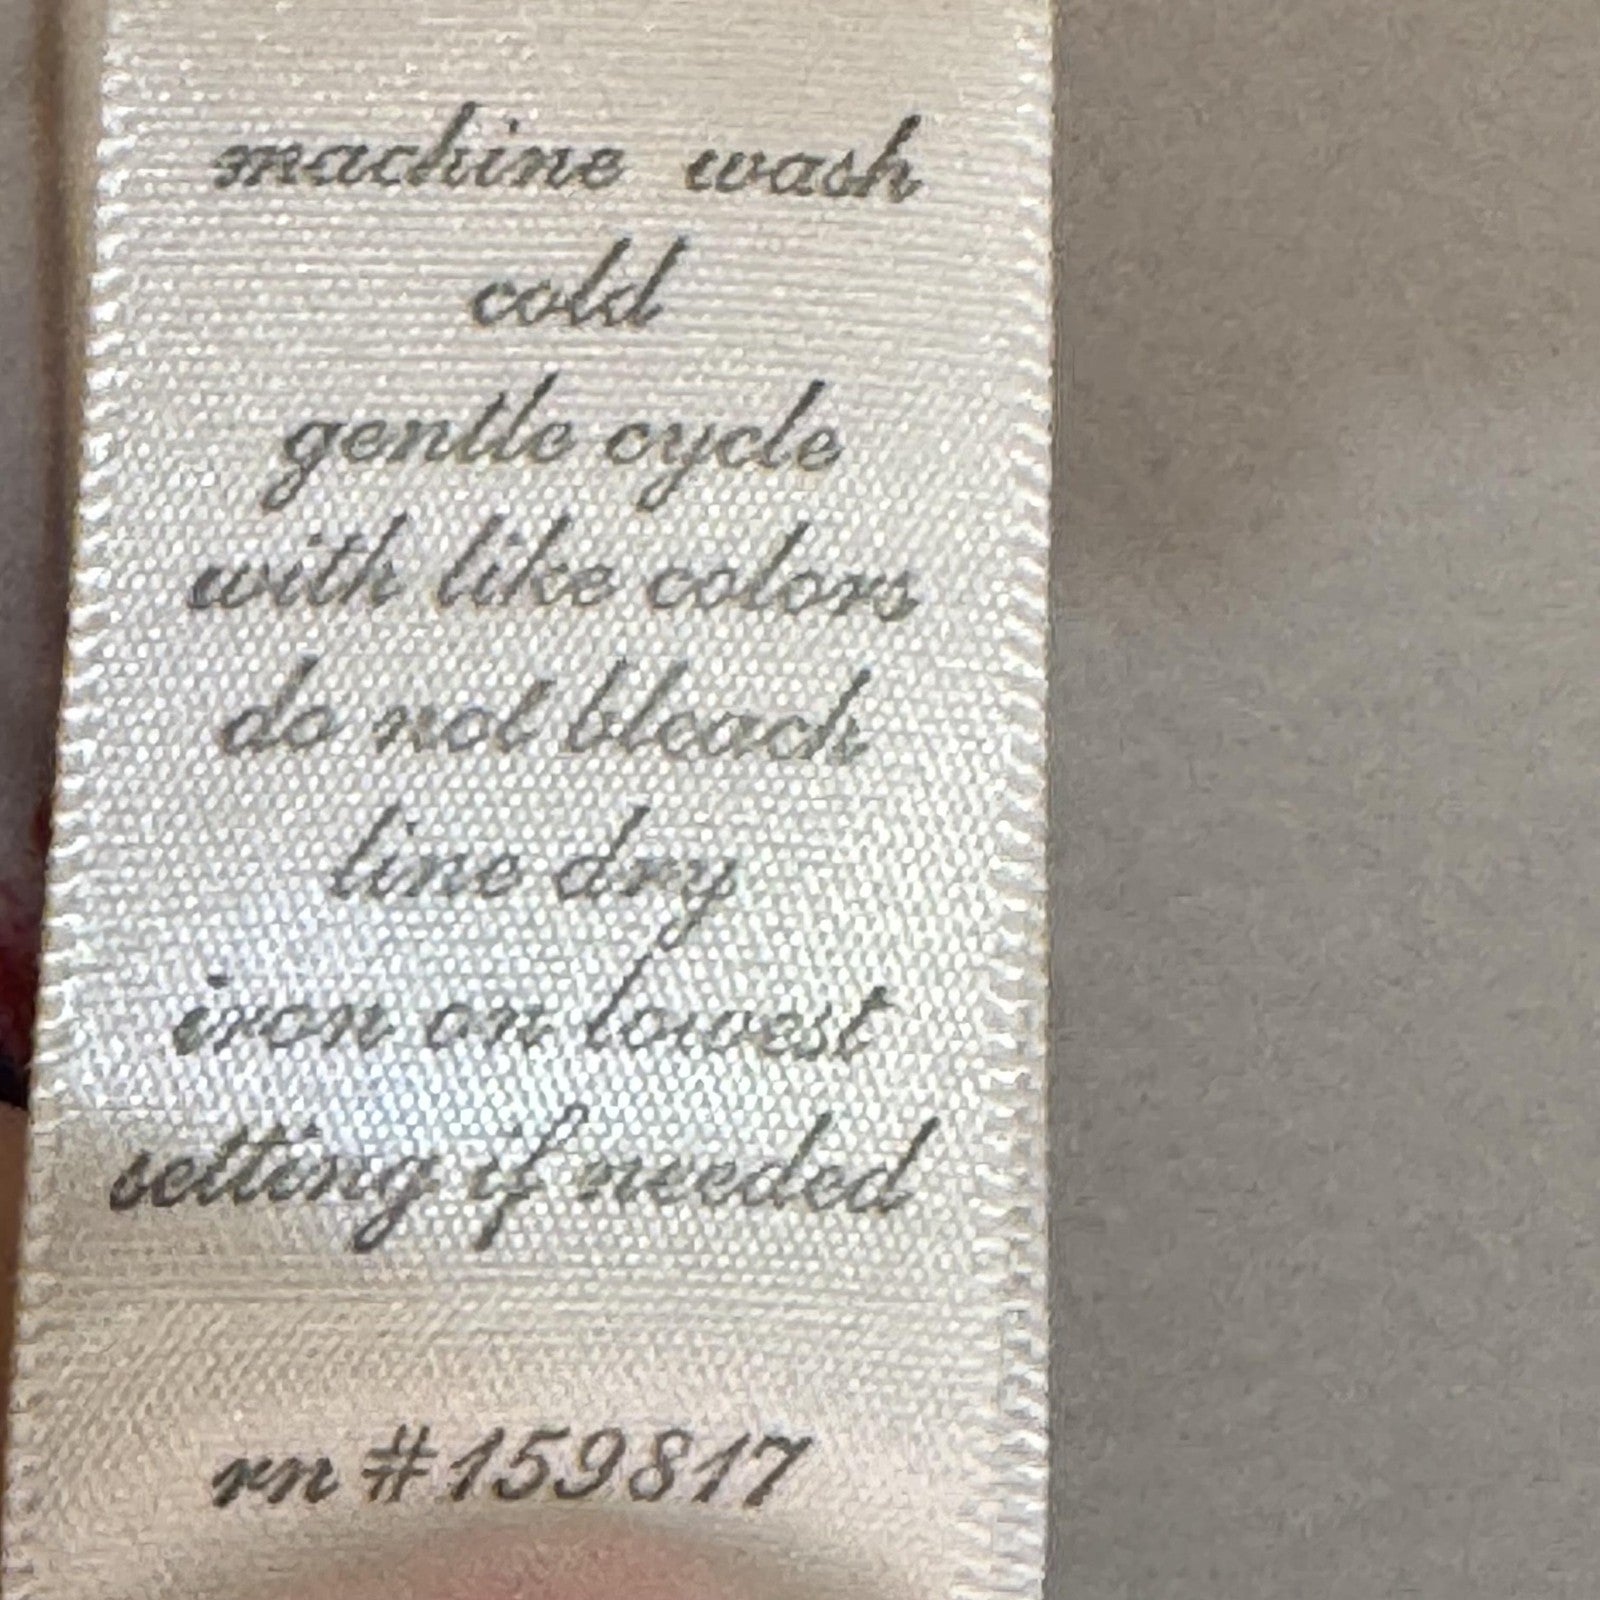 machine wash
cold
gentle cycle
with like colors
do not bleach
line dry
iron on lowest
setting if needed
rn #159817